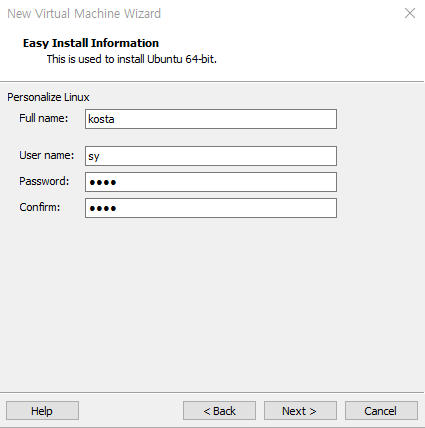 New Virtual Machine Wizard
Easy Install Information
This is used to install Ubuntu 64-bit.
Personalize Linux
Full name: kosta
User name: sy
Password: ●●●●
Confirm: ●●●●
Help < Back Next > Cancel